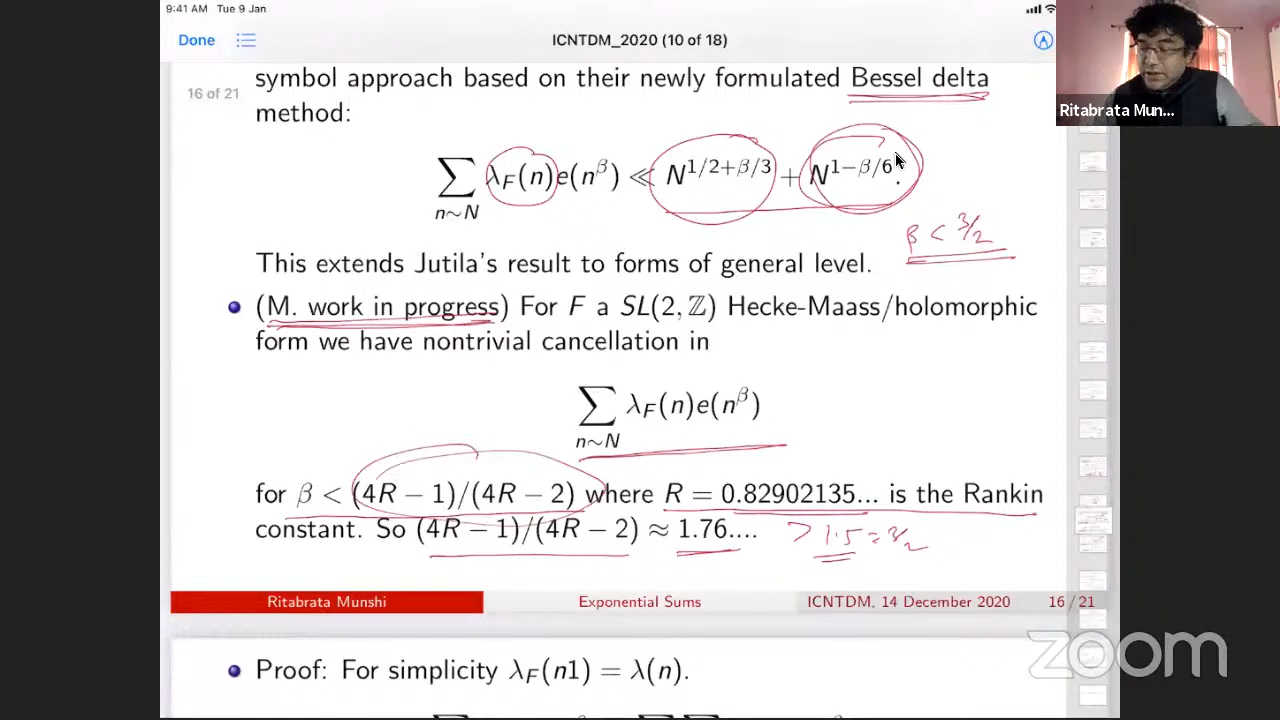 9:41 AM Tue 9 Jan
Done
ICNTDM_2020 (10 of 18)
Ritabrata Mun...
16 of 21
symbol approach based on their newly formulated Bessel delta
method:
∑_{n∼N} λ_F(n)e(n^β) ≪ N^{1/2+β/3} + N^{1−β/6}.
β < 3/2
This extends Jutila's result to forms of general level.
(M. work in progress) For F a SL(2, ℤ) Hecke-Maass/holomorphic
form we have nontrivial cancellation in
∑_{n∼N} λ_F(n)e(n^β)
for β < (4R − 1)/(4R − 2) where R = 0.82902135... is the Rankin
constant. So (4R − 1)/(4R − 2) ≈ 1.76....
> 1.5 = 3/2
Ritabrata Munshi
Exponential Sums
ICNTDM, 14 December 2020
16 / 21
Proof: For simplicity λ_F(n1) = λ(n).
zoom